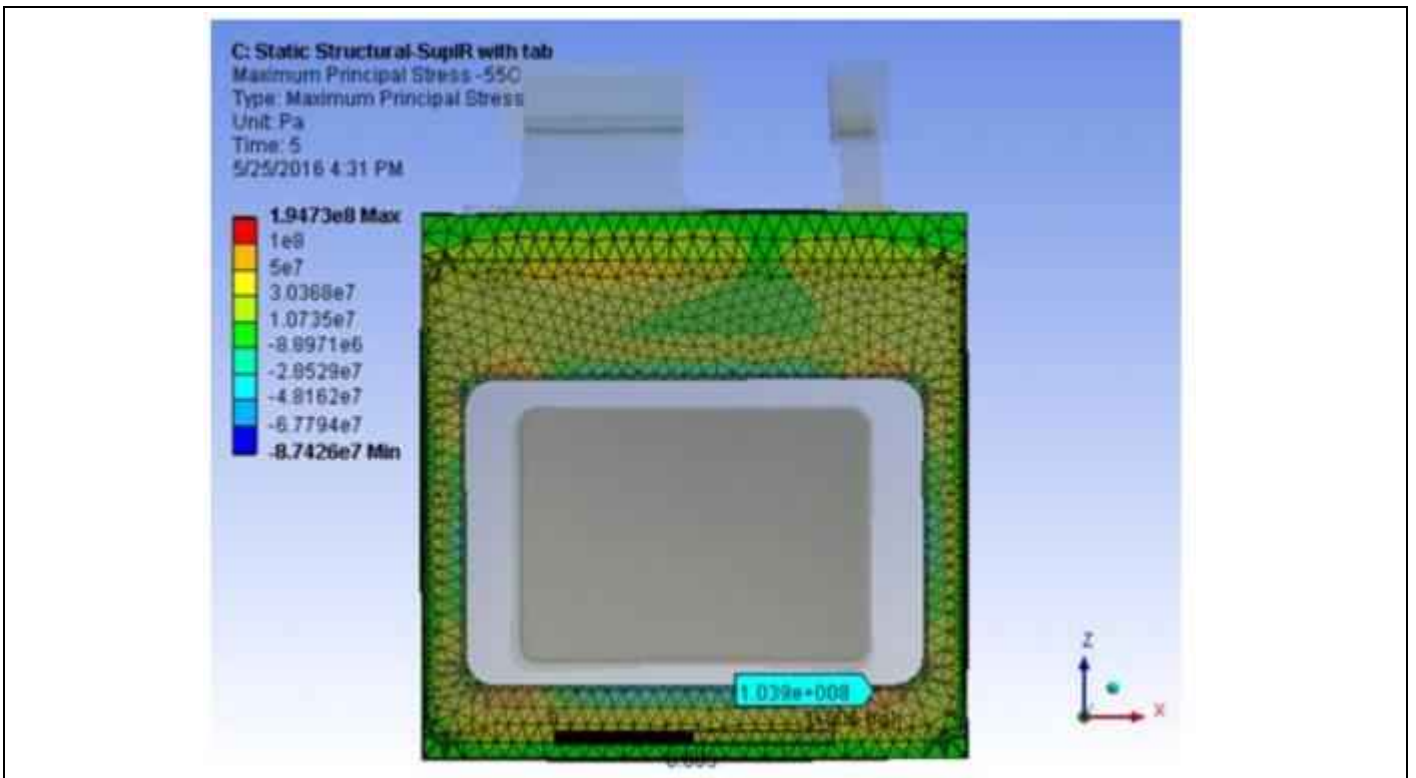 C: Static Structural-SupIR with tab
Maximum Principal Stress -55C
Type: Maximum Principal Stress
Unit: Pa
Time: 5
5/25/2016 4:31 PM
1.9473e8 Max
1e8
5e7
3.0368e7
1.0735e7
-8.8971e6
-2.8529e7
-4.8162e7
-6.7794e7
-8.7426e7 Min
1.039e+008
Z
X